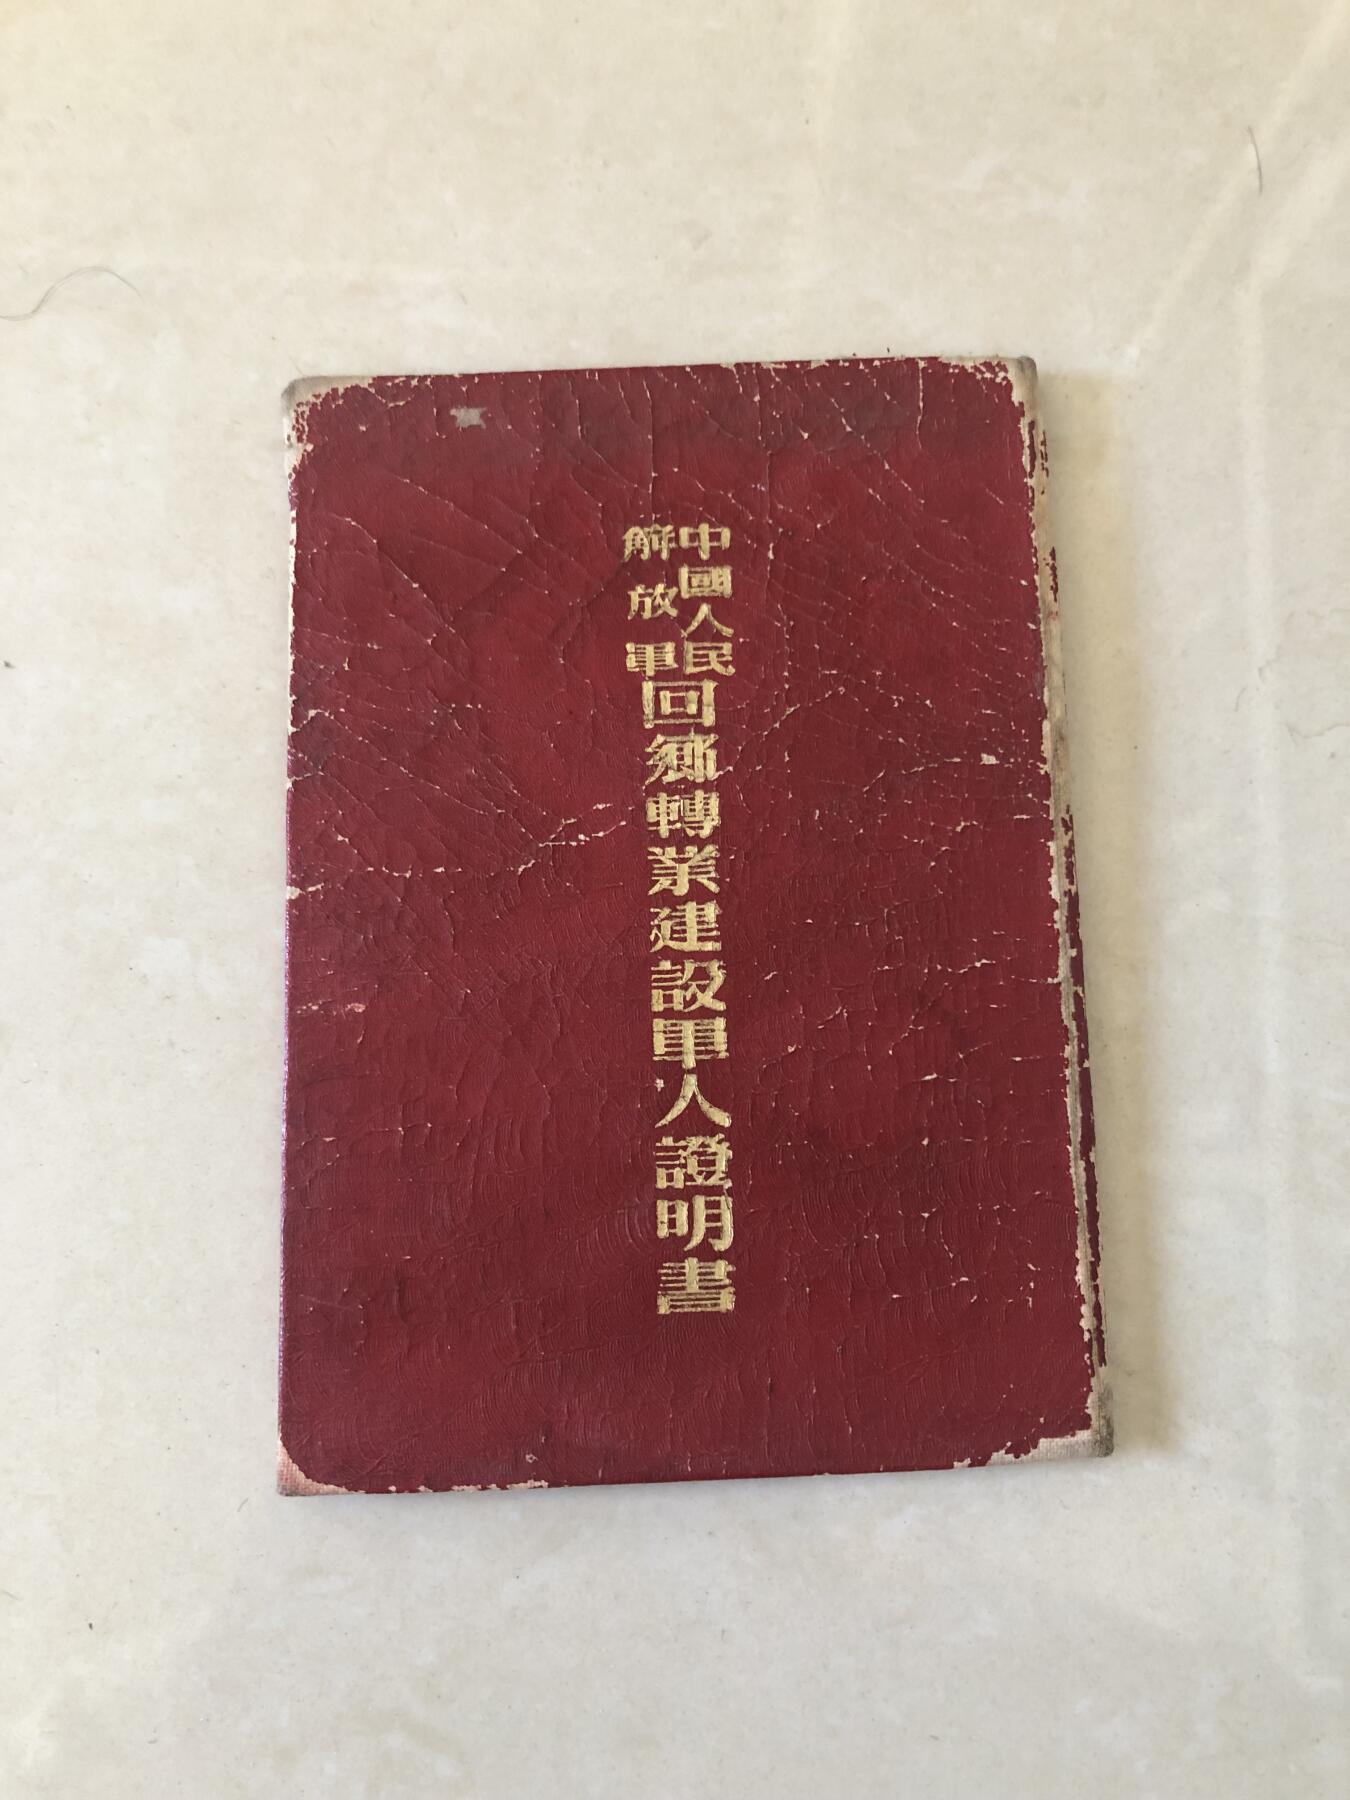 中國人民
解放軍
回鄉轉業建設軍人證明書